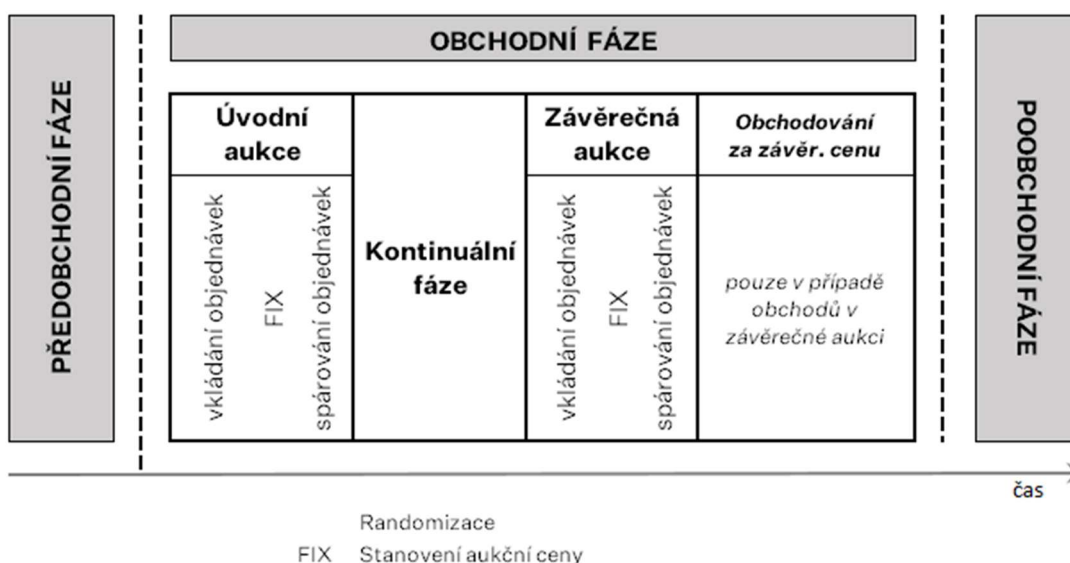 PŘEDOBCHODNÍ FÁZE
OBCHODNÍ FÁZE
Úvodní
aukce
vkládání objednávek
FIX
spárování objednávek
Kontinuální
fáze
Závěrečná
aukce
vkládání objednávek
FIX
spárování objednávek
Obchodování
za závěr. cenu
pouze v případě
obchodů v
závěrečné aukci
POOBCHODNÍ FÁZE
čas
Randomizace
FIX Stanovení aukční ceny